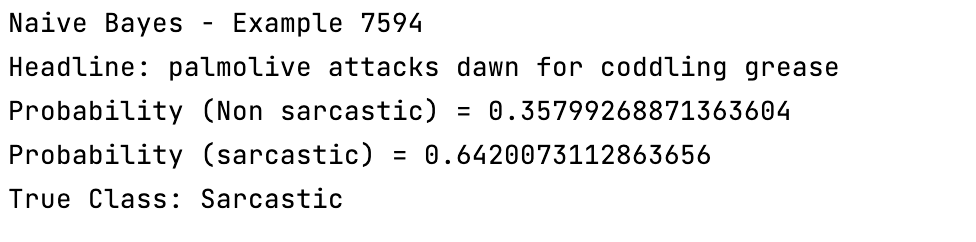 Naive Bayes - Example 7594
Headline: palmolive attacks dawn for coddling grease
Probability (Non sarcastic) = 0.35799268871363604
Probability (sarcastic) = 0.6420073112863656
True Class: Sarcastic